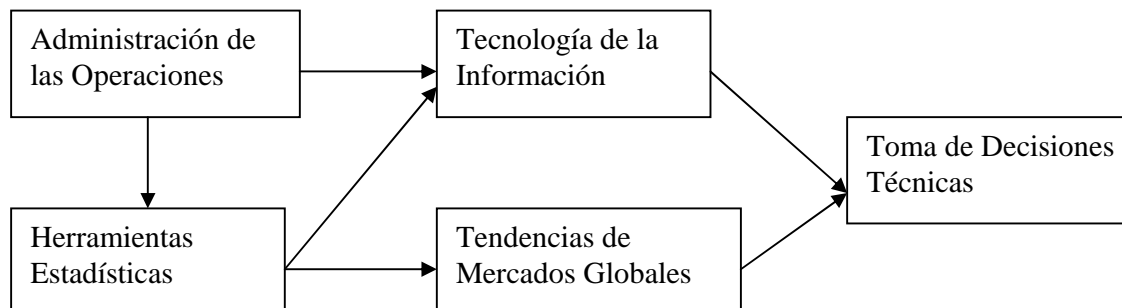 Administración de
las Operaciones
Tecnología de la
Información
Toma de Decisiones
Técnicas
Herramientas
Estadísticas
Tendencias de
Mercados Globales